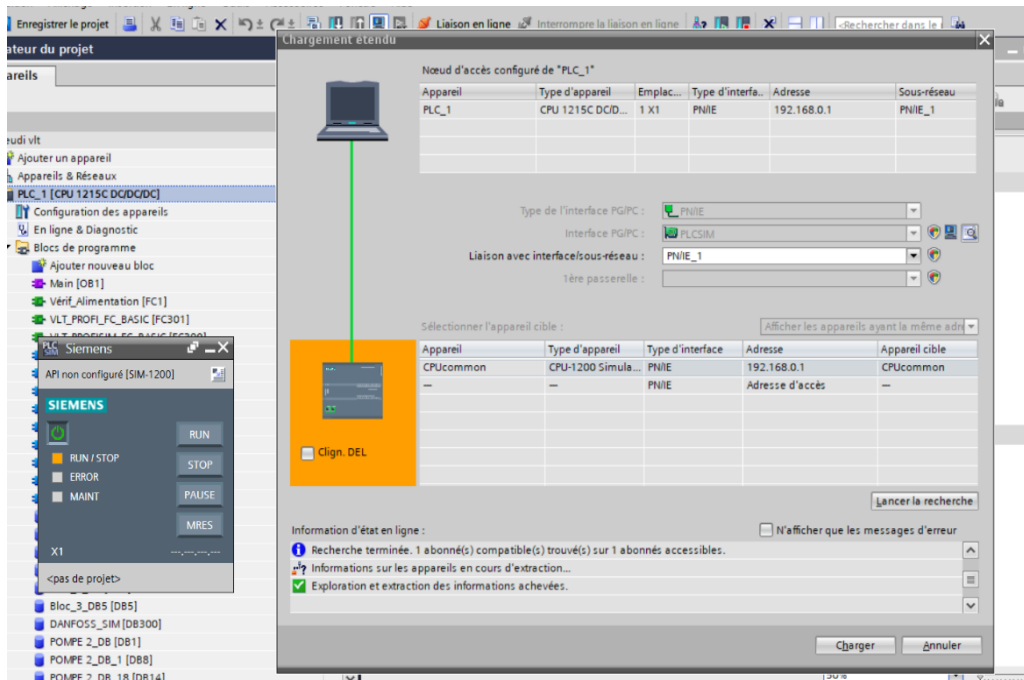 Enregistrer le projet
Liaison en ligne
Interrompre la liaison en ligne
<Rechercher dans le
ateur du projet
Chargement étendu
areils
Nœud d'accès configuré de "PLC_1"
Appareil Type d'appareil Emplac... Type d'interfa.. Adresse Sous-réseau
PLC_1 CPU 1215C DC/D... 1 X1 PN/IE 192.168.0.1 PN/IE_1
eudi vlt
Ajouter un appareil
Appareils & Réseaux
PLC_1 [CPU 1215C DC/DC/DC]
Configuration des appareils
En ligne & Diagnostic
Blocs de programme
Ajouter nouveau bloc
Main [OB1]
Vérif_Alimentation [FC1]
VLT_PROFI_FC_BASIC [FC301]
Type de l'interface PG/PC : PN/IE
Interface PG/PC : PLCSIM
Liaison avec interface/sous-réseau : PN/IE_1
1ère passerelle :
Sélectionner l'appareil cible : Afficher les appareils ayant la même adre
Appareil Type d'appareil Type d'interface Adresse Appareil cible
CPUcommon CPU-1200 Simula... PN/IE 192.168.0.1 CPUcommon
— — PN/IE Adresse d'accès —
Clign. DEL
Lancer la recherche
Siemens
API non configuré [SIM-1200]
SIEMENS
RUN
RUN / STOP
STOP
ERROR
MAINT
PAUSE
MRES
X1 ---.---.---.---
<pas de projet>
Information d'état en ligne :
N'afficher que les messages d'erreur
Recherche terminée. 1 abonné(s) compatible(s) trouvé(s) sur 1 abonnés accessibles.
Informations sur les appareils en cours d'extraction...
Exploration et extraction des informations achevées.
Charger
Annuler
Bloc_3_DB5 [DB5]
DANFOSS_SIM [DB300]
POMPE 2_DB [DB1]
POMPE 2_DB_1 [DB8]
POMPE 2_DB_18 [DB14]